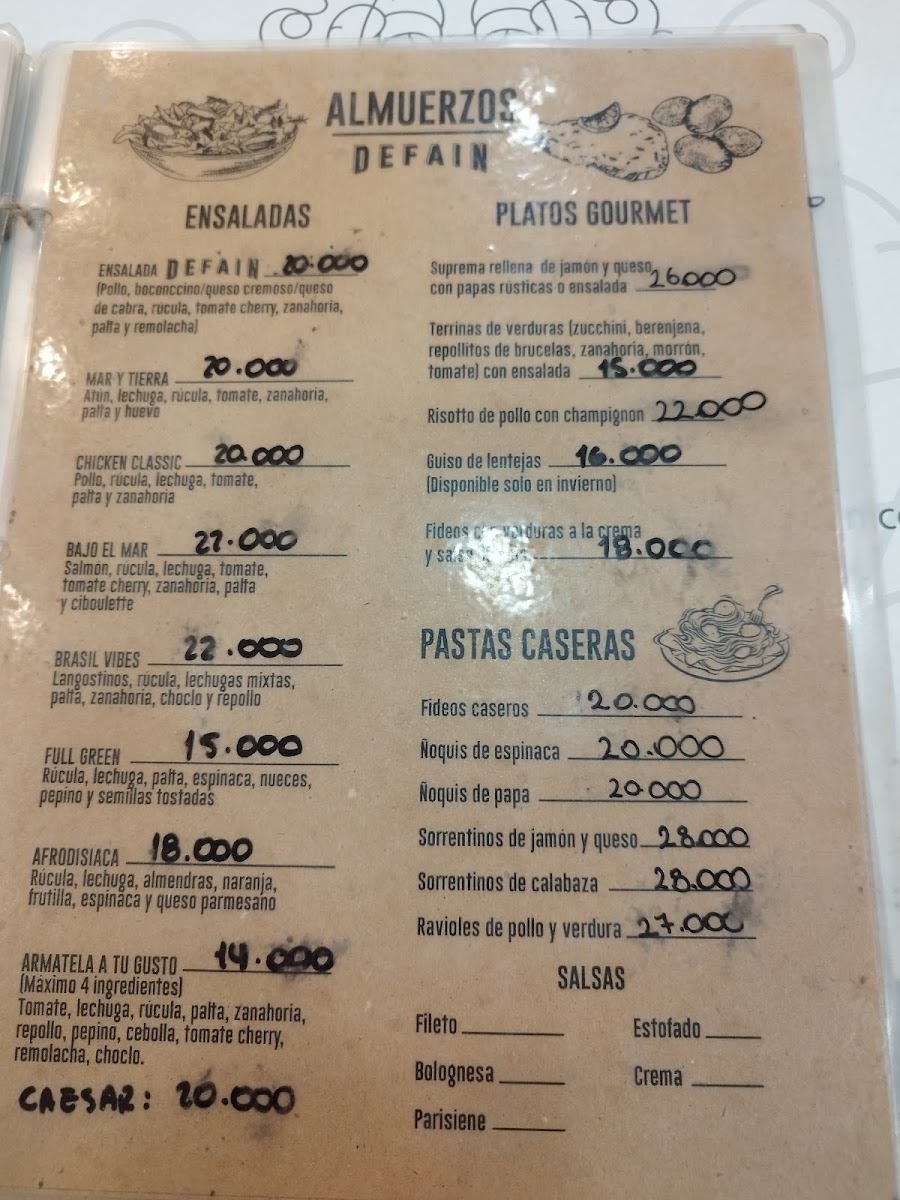 ALMUERZOS
DEFAIN
ENSALADAS
ENSALADA DEFAIN 20.000
(Pollo, boconccino/queso cremoso/queso
de cabra, rúcula, tomate cherry, zanahoria,
palta y remolacha)
MAR Y TIERRA 20.000
Atún, lechuga, rúcula, tomate, zanahoria,
palta y huevo
CHICKEN CLASSIC 20.000
Pollo, rúcula, lechuga, tomate,
palta y zanahoria
BAJO EL MAR 27.000
Salmón, rúcula, lechuga, tomate,
tomate cherry, zanahoria, palta
y ciboulette
BRASIL VIBES 22.000
Langostinos, rúcula, lechugas mixtas,
palta, zanahoria, choclo y repollo
FULL GREEN 15.000
Rúcula, lechuga, palta, espinaca, nueces,
pepino y semillas tostadas
AFRODISIACA 18.000
Rúcula, lechuga, almendras, naranja,
frutilla, espinaca y queso parmesano
ARMATELA A TU GUSTO 14.000
(Máximo 4 ingredientes)
Tomate, lechuga, rúcula, palta, zanahoria,
repollo, pepino, cebolla, tomate cherry,
remolacha, choclo.
CAESAR: 20.000
PLATOS GOURMET
Suprema rellena de jamón y queso
con papas rústicas o ensalada 26000
Terrinas de verduras (zucchini, berenjena,
repollitos de brucelas, zanahoria, morrón,
tomate) con ensalada 15.000
Risotto de pollo con champignon 22000
Guiso de lentejas 16.000
(Disponible solo en invierno)
Fideos con verduras a la crema
y salsa 18.000
PASTAS CASERAS
Fideos caseros 20.000
Ñoquis de espinaca 20.000
Ñoquis de papa 20.000
Sorrentinos de jamón y queso 28.000
Sorrentinos de calabaza 28.000
Ravioles de pollo y verdura 27.000
SALSAS
Fileto Estofado
Bolognesa Crema
Parisiene